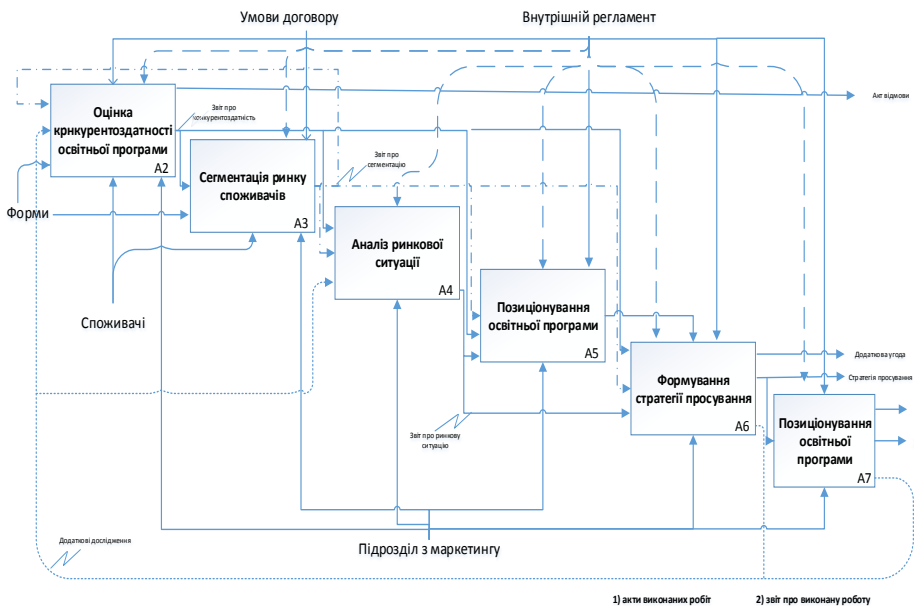 Умови договору
Внутрішній регламент
Оцінка
крнкурентоздатності
освітньої програми
A2
Звіт про
конкурентоздатність
Акт відмови
Сегментація ринку
споживачів
A3
Звіт про
сегментацію
Форми
Аналіз ринкової
ситуації
A4
Позиціонування
освітньої програми
A5
Споживачі
Формування
стратегії просування
A6
Додаткова угода
Стратегія просування
Позиціонування
освітньої
програми
A7
Звіт про ринкову
ситуацію
Додаткові дослідження
Підрозділ з маркетингу
1) акти виконаних робіт
2) звіт про виконану роботу